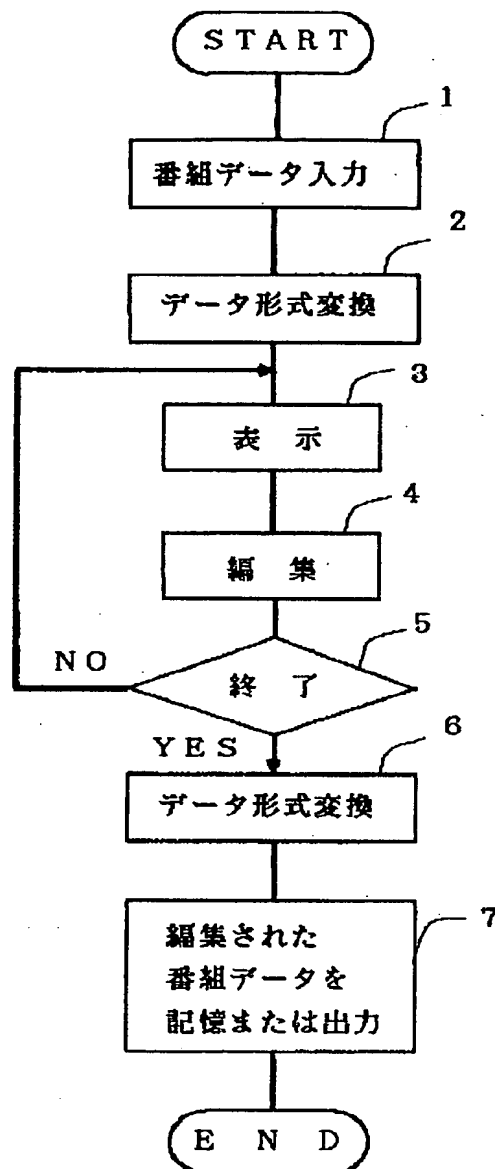 START
1
番組データ入力
2
データ形式変換
3
表 示
4
編 集
5
終 了
NO
YES
6
データ形式変換
7
編集された
番組データを
記憶または出力
E N D